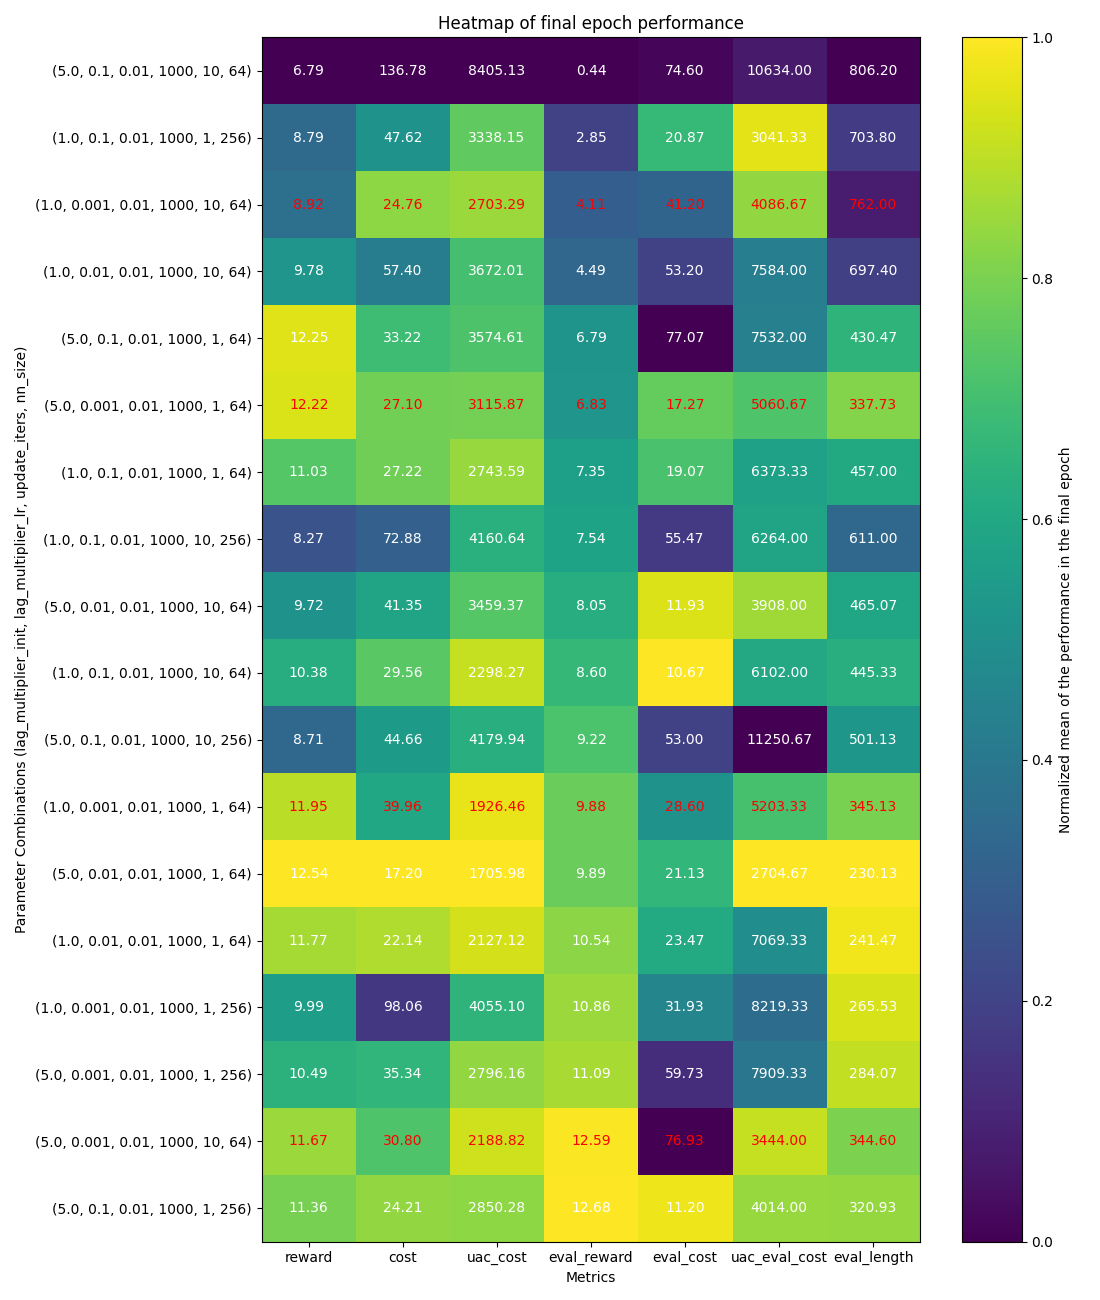 Heatmap of final epoch performance
(5.0, 0.1, 0.01, 1000, 10, 64) 6.79 136.78 8405.13 0.44 74.60 10634.00 806.20
(1.0, 0.1, 0.01, 1000, 1, 256) 8.79 47.62 3338.15 2.85 20.87 3041.33 703.80
(1.0, 0.001, 0.01, 1000, 10, 64) 8.92 24.76 2703.29 4.11 41.20 4086.67 762.00
(1.0, 0.01, 0.01, 1000, 10, 64) 9.78 57.40 3672.01 4.49 53.20 7584.00 697.40
(5.0, 0.1, 0.01, 1000, 1, 64) 12.25 33.22 3574.61 6.79 77.07 7532.00 430.47
(5.0, 0.001, 0.01, 1000, 1, 64) 12.22 27.10 3115.87 6.83 17.27 5060.67 337.73
(1.0, 0.1, 0.01, 1000, 1, 64) 11.03 27.22 2743.59 7.35 19.07 6373.33 457.00
(1.0, 0.1, 0.01, 1000, 10, 256) 8.27 72.88 4160.64 7.54 55.47 6264.00 611.00
(5.0, 0.01, 0.01, 1000, 10, 64) 9.72 41.35 3459.37 8.05 11.93 3908.00 465.07
(1.0, 0.1, 0.01, 1000, 10, 64) 10.38 29.56 2298.27 8.60 10.67 6102.00 445.33
(5.0, 0.1, 0.01, 1000, 10, 256) 8.71 44.66 4179.94 9.22 53.00 11250.67 501.13
(1.0, 0.001, 0.01, 1000, 1, 64) 11.95 39.96 1926.46 9.88 28.60 5203.33 345.13
(5.0, 0.01, 0.01, 1000, 1, 64) 12.54 17.20 1705.98 9.89 21.13 2704.67 230.13
(1.0, 0.01, 0.01, 1000, 1, 64) 11.77 22.14 2127.12 10.54 23.47 7069.33 241.47
(1.0, 0.001, 0.01, 1000, 1, 256) 9.99 98.06 4055.10 10.86 31.93 8219.33 265.53
(5.0, 0.001, 0.01, 1000, 1, 256) 10.49 35.34 2796.16 11.09 59.73 7909.33 284.07
(5.0, 0.001, 0.01, 1000, 10, 64) 11.67 30.80 2188.82 12.59 76.93 3444.00 344.60
(5.0, 0.1, 0.01, 1000, 1, 256) 11.36 24.21 2850.28 12.68 11.20 4014.00 320.93
reward cost uac_cost eval_reward eval_cost uac_eval_cost eval_length
Metrics
Parameter Combinations (lag_multiplier_init, lag_multiplier_lr, update_iters, nn_size)
1.0
0.8
0.6
0.4
0.2
0.0
Normalized mean of the performance in the final epoch